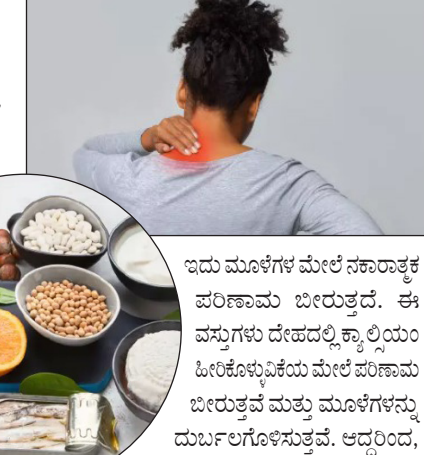 ಇದು ಮೂಳೆಗಳ ಮೇಲೆ ನಕಾರಾತ್ಮಕ
ಪರಿಣಾಮ ಬೀರುತ್ತದೆ. ಈ
ವಸ್ತುಗಳು ದೇಹದಲ್ಲಿ ಕ್ಯಾಲ್ಸಿಯಂ
ಹೀರಿಕೊಳ್ಳುವಿಕೆಯ ಮೇಲೆ ಪರಿಣಾಮ
ಬೀರುತ್ತವೆ ಮತ್ತು ಮೂಳೆಗಳನ್ನು
ದುರ್ಬಲಗೊಳಿಸುತ್ತವೆ. ಆದ್ದರಿಂದ,